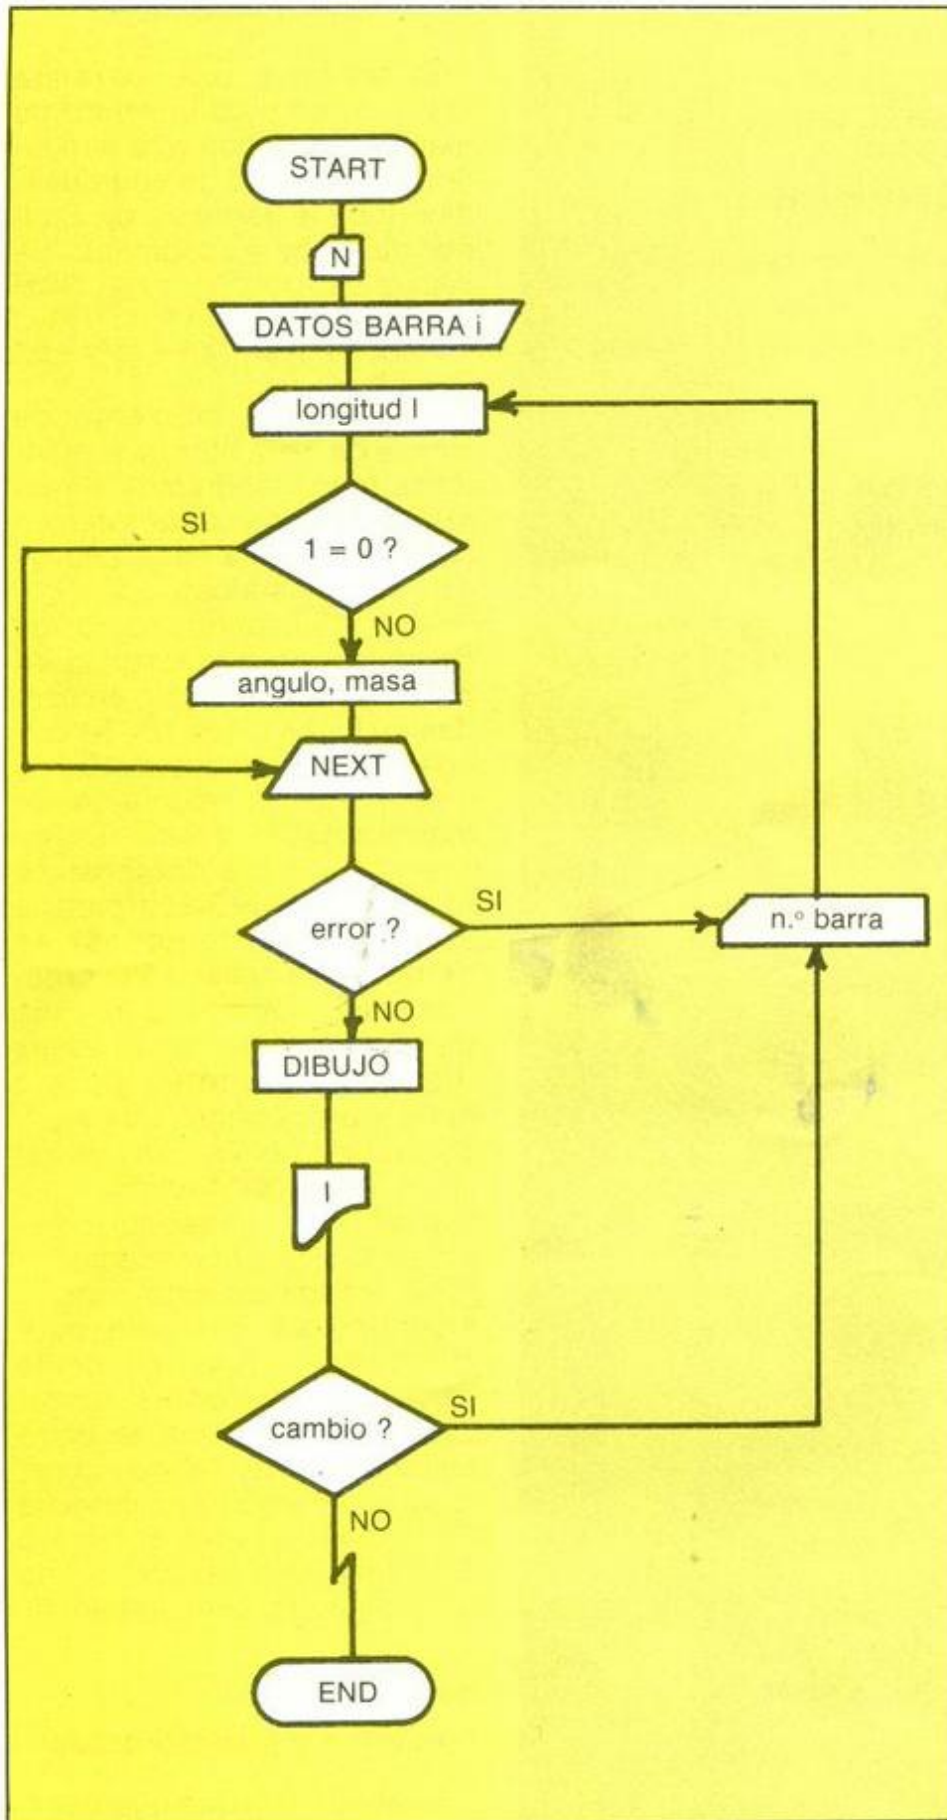 START
N
DATOS BARRA i
longitud l
SI
1 = 0 ?
NO
angulo, masa
NEXT
SI
error ?
n.° barra
NO
DIBUJO
I
SI
cambio ?
NO
END